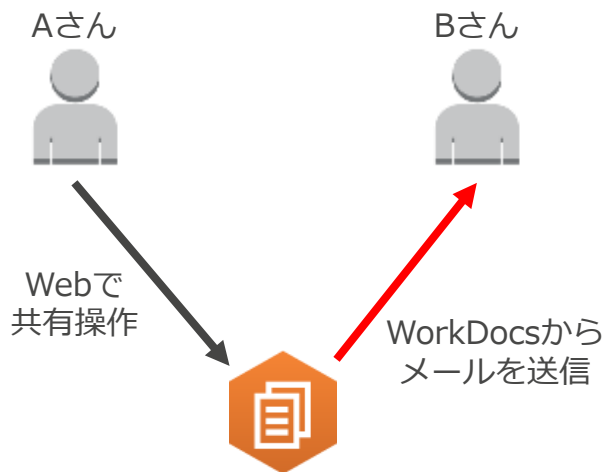 Aさん
Bさん
Webで
共有操作
WorkDocsから
メールを送信